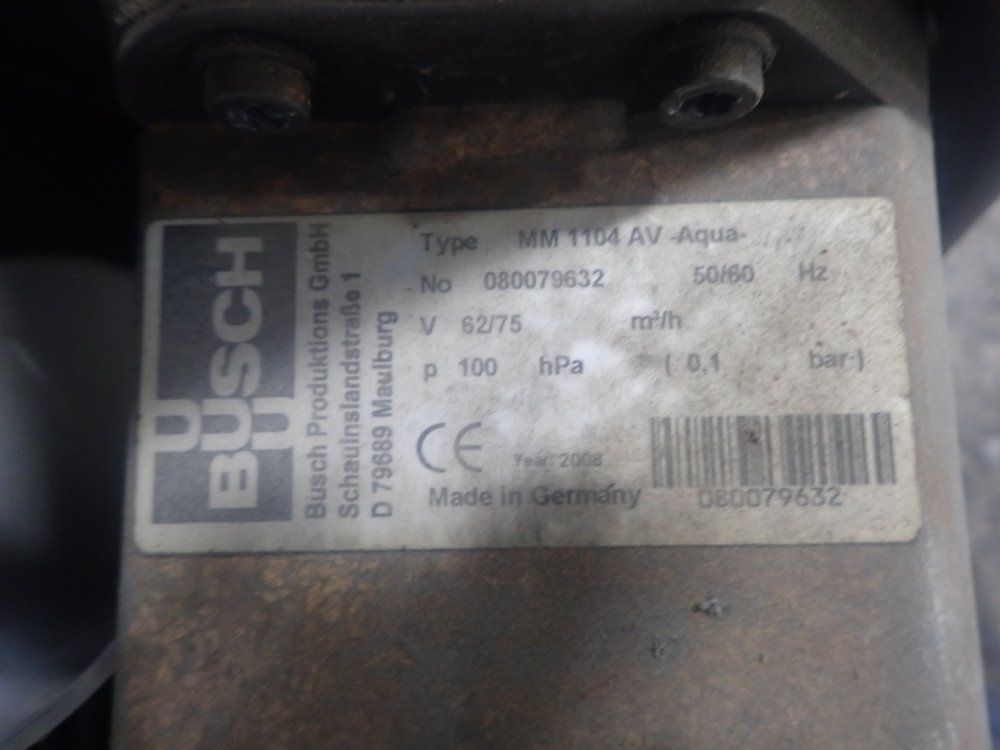 BUSCH
Busch Produktions GmbH
Schauinslandstraße 1
D 79689 Maulburg
Type MM 1104 AV -Aqua-
No 080079632 50/60 Hz
V 62/75 m³/h
p 100 hPa ( 0,1 bar )
CE Year: 2008
Made in Germany
080079632